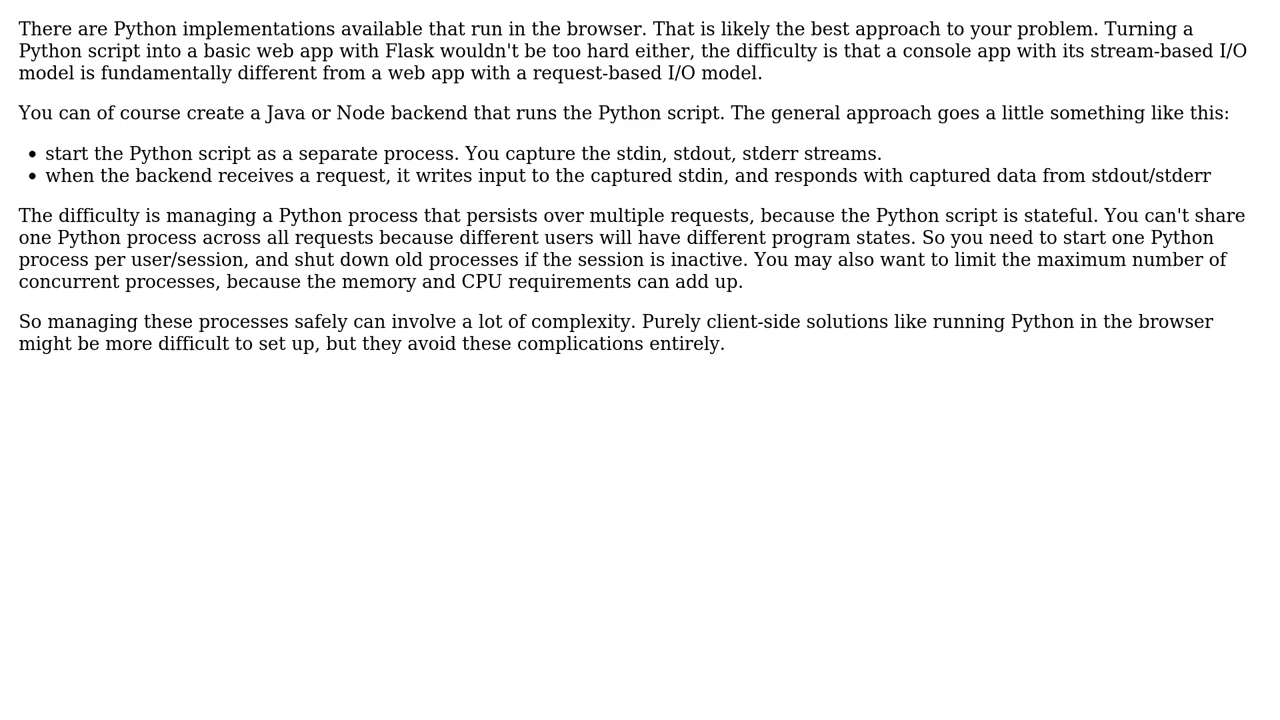 There are Python implementations available that run in the browser. That is likely the best approach to your problem. Turning a
Python script into a basic web app with Flask wouldn't be too hard either, the difficulty is that a console app with its stream-based I/O
model is fundamentally different from a web app with a request-based I/O model.
You can of course create a Java or Node backend that runs the Python script. The general approach goes a little something like this:
• start the Python script as a separate process. You capture the stdin, stdout, stderr streams.
• when the backend receives a request, it writes input to the captured stdin, and responds with captured data from stdout/stderr
The difficulty is managing a Python process that persists over multiple requests, because the Python script is stateful. You can't share
one Python process across all requests because different users will have different program states. So you need to start one Python
process per user/session, and shut down old processes if the session is inactive. You may also want to limit the maximum number of
concurrent processes, because the memory and CPU requirements can add up.
So managing these processes safely can involve a lot of complexity. Purely client-side solutions like running Python in the browser
might be more difficult to set up, but they avoid these complications entirely.